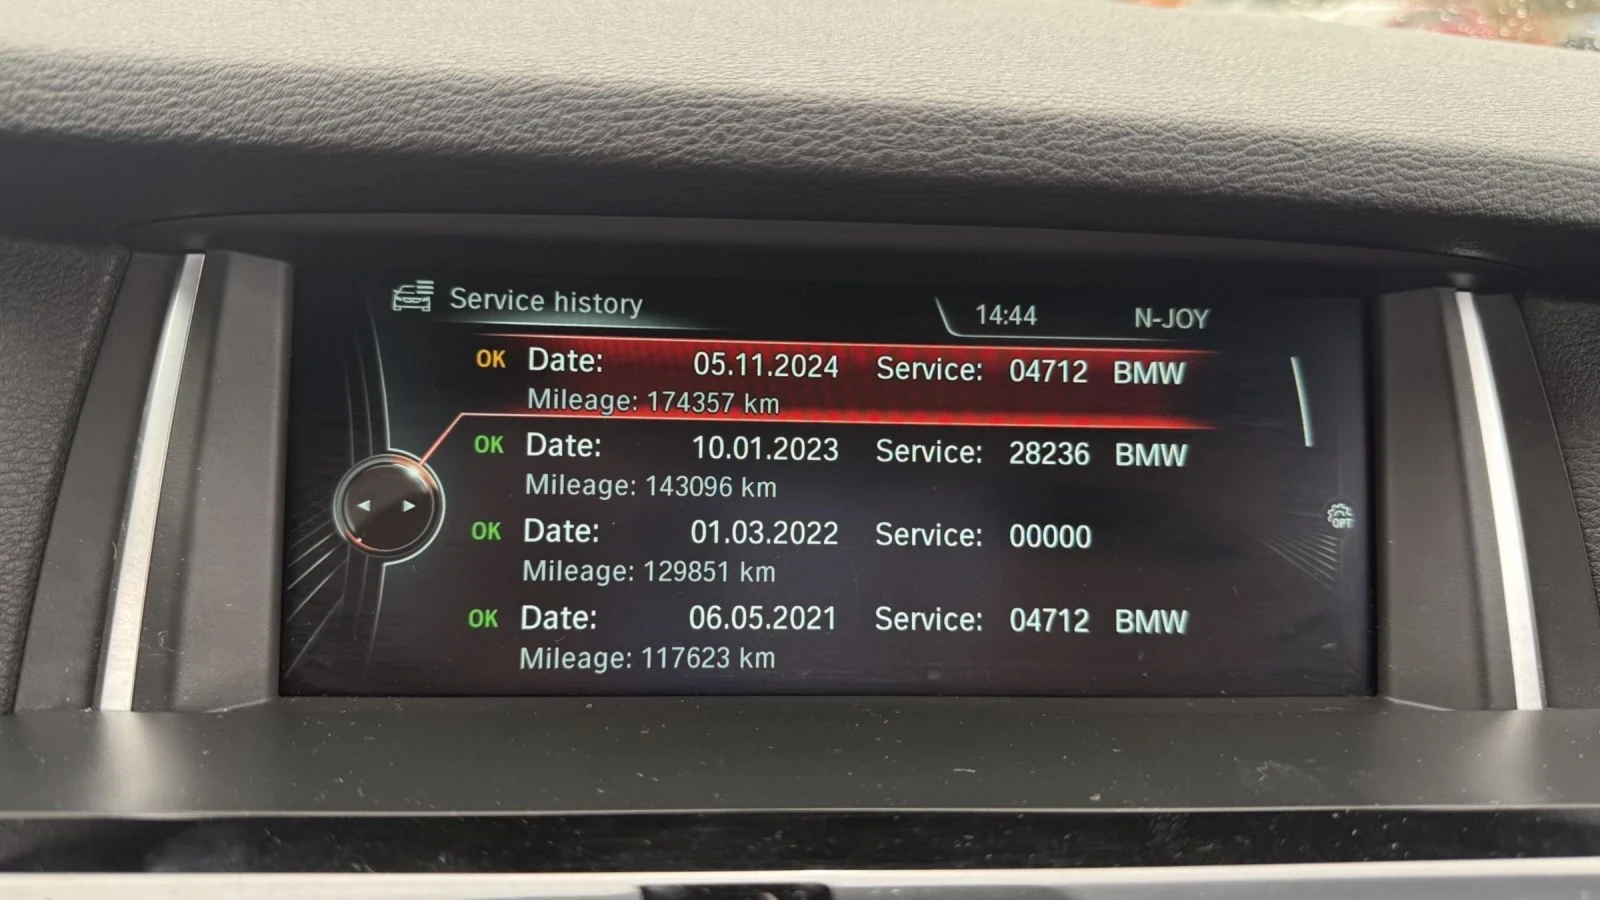 Service history 14:44 N-JOY
OK Date: 05.11.2024 Service: 04712 BMW
Mileage: 174357 km
OK Date: 10.01.2023 Service: 28236 BMW
Mileage: 143096 km
OK Date: 01.03.2022 Service: 00000
Mileage: 129851 km
OPT
OK Date: 06.05.2021 Service: 04712 BMW
Mileage: 117623 km